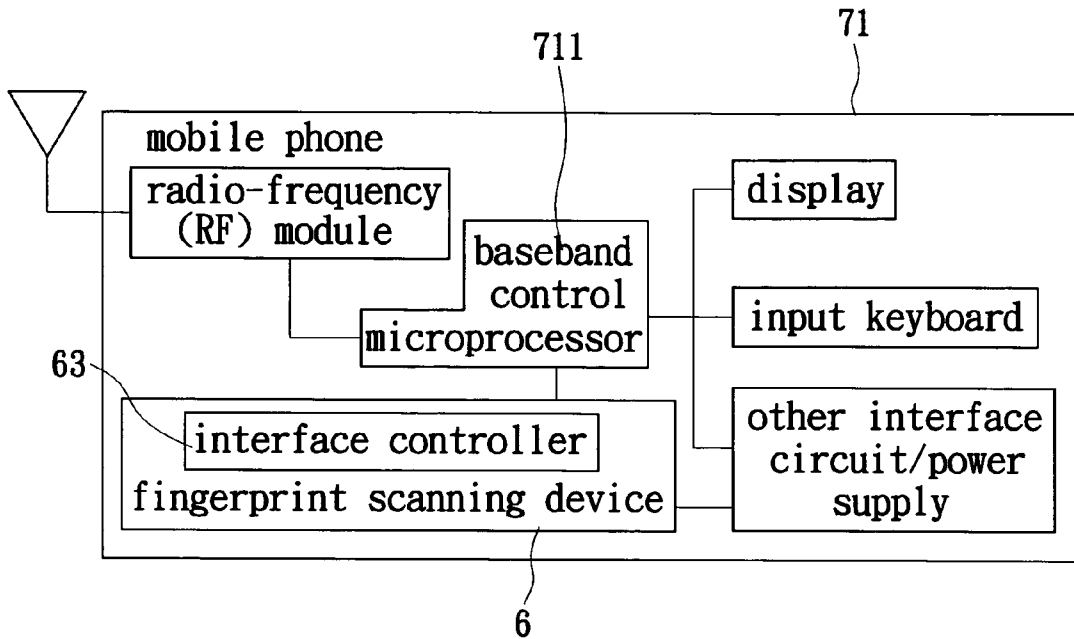 71
711
mobile phone
radio-frequency
(RF) module
baseband
control
microprocessor
display
input keyboard
63
interface controller
fingerprint scanning device
other interface
circuit/power
supply
6